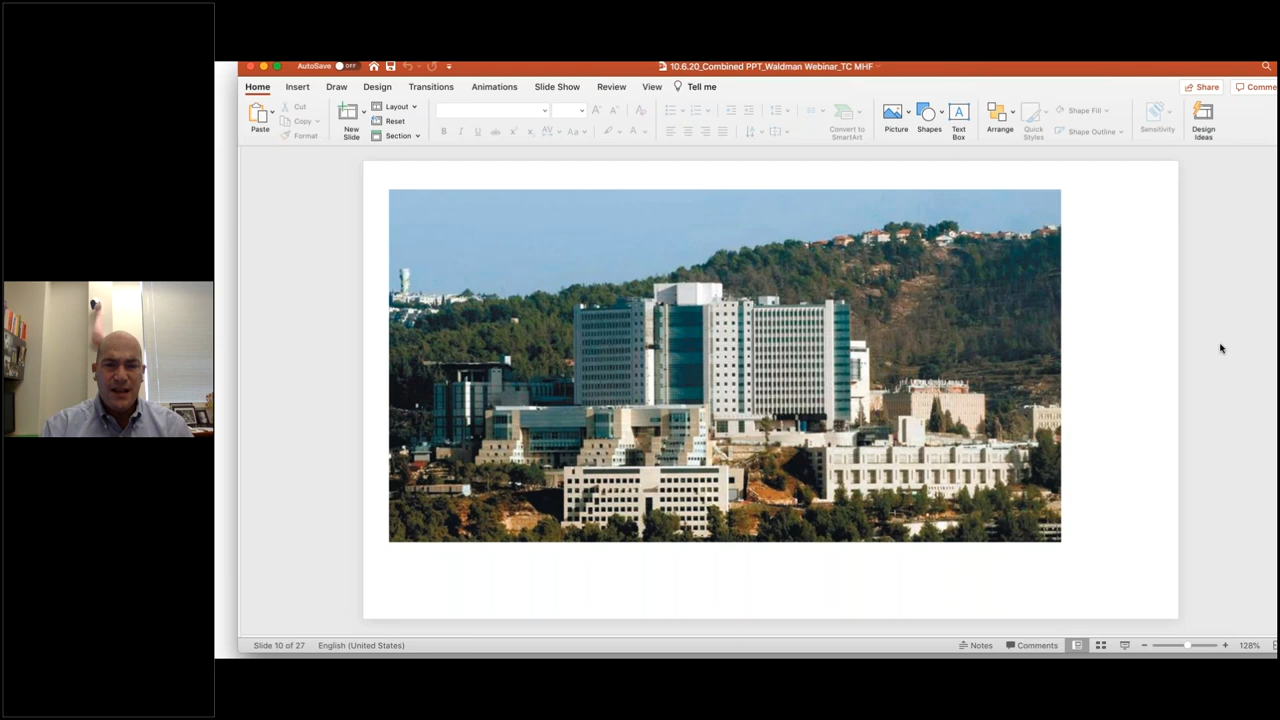 AutoSave OFF 10.6.20_Combined PPT_Waldman Webinar_TC MHF
Home Insert Draw Design Transitions Animations Slide Show Review View Tell me Share Comme
Paste Cut Copy Format New Slide Layout Reset Section Convert to SmartArt Picture Shapes Text Box Arrange Quick Styles Shape Fill Shape Outline Sensitivity Design Ideas
Slide 10 of 27 English (United States) Notes Comments 128%